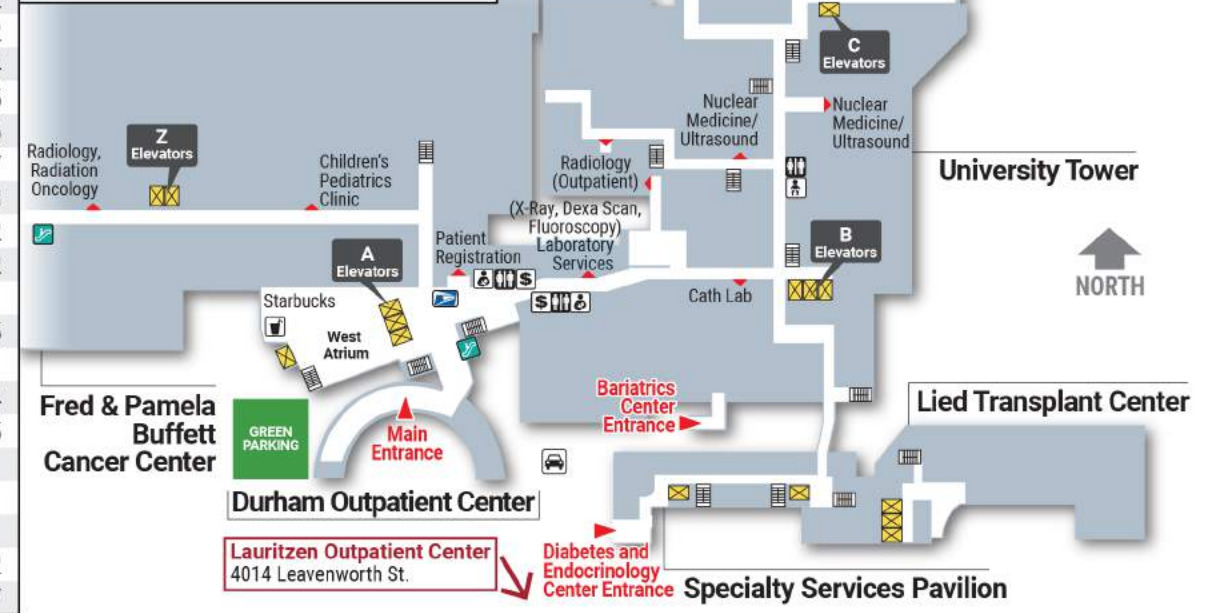 C
Elevators
Nuclear
Medicine/
Ultrasound
Nuclear
Medicine/
Ultrasound
Z
Elevators
Radiology,
Radiation
Oncology
Children's
Pediatrics
Clinic
Radiology
(Outpatient)
(X-Ray, Dexa Scan,
Fluoroscopy)
Laboratory
Services
University Tower
Patient
Registration
$
$
A
Elevators
B
Elevators
NORTH
Starbucks
West
Atrium
Cath Lab
Fred & Pamela
Buffett
Cancer Center
GREEN
PARKING
Main
Entrance
Bariatrics
Center
Entrance
Lied Transplant Center
Durham Outpatient Center
Lauritzen Outpatient Center
4014 Leavenworth St.
Diabetes and
Endocrinology
Center Entrance
Specialty Services Pavilion